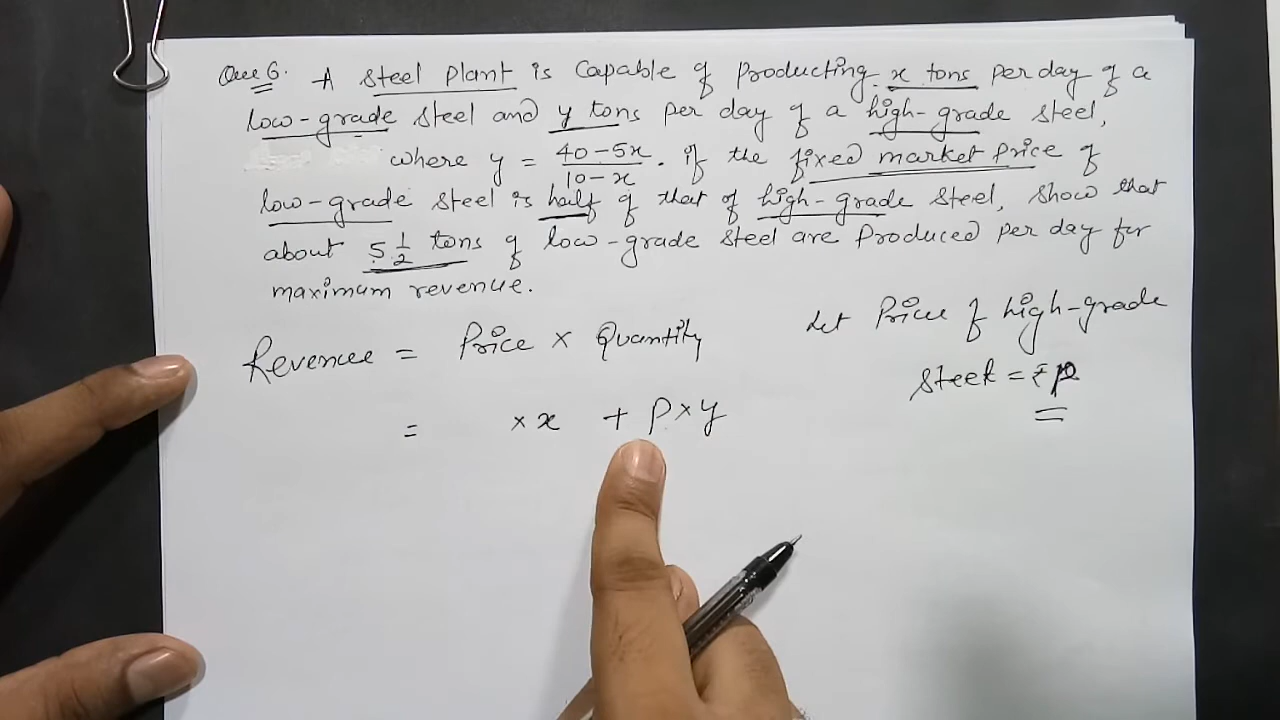 Que 6. A Steel Plant is Capable of Producting x tons per day of a
low-grade Steel and y tons per day of a high-grade Steel,
where y = 40-5x / 10-x . if the fixed market Price of
low-grade Steel is half of that of high-grade Steel, Show that
about 5 1/2 tons of low-grade Steel are Produced per day for
maximum revenue.
Let Price of high-grade
Steel = ₹p
Revenue = Price × Quantity
= × x + P × y